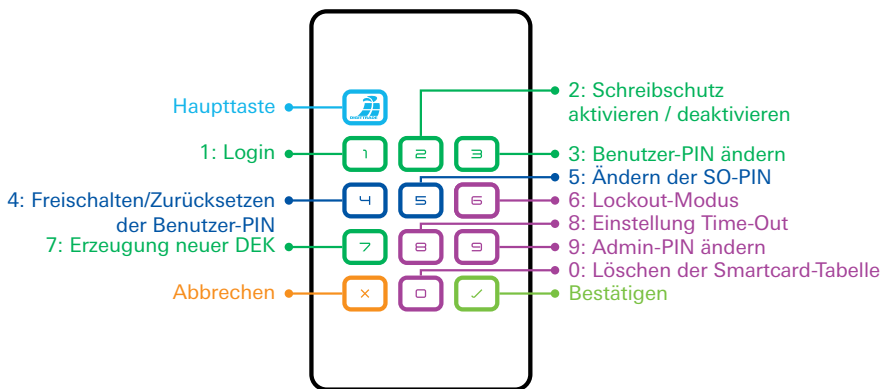 2: Schreibschutz
aktivieren / deaktivieren
Haupttaste
DIGITTRADE
1: Login
1 2 3
3: Benutzer-PIN ändern
5: Ändern der SO-PIN
4: Freischalten/Zurücksetzen
der Benutzer-PIN
4 5 6
6: Lockout-Modus
8: Einstellung Time-Out
7: Erzeugung neuer DEK
7 8 9
9: Admin-PIN ändern
0: Löschen der Smartcard-Tabelle
Abbrechen
× 0 ✓
Bestätigen